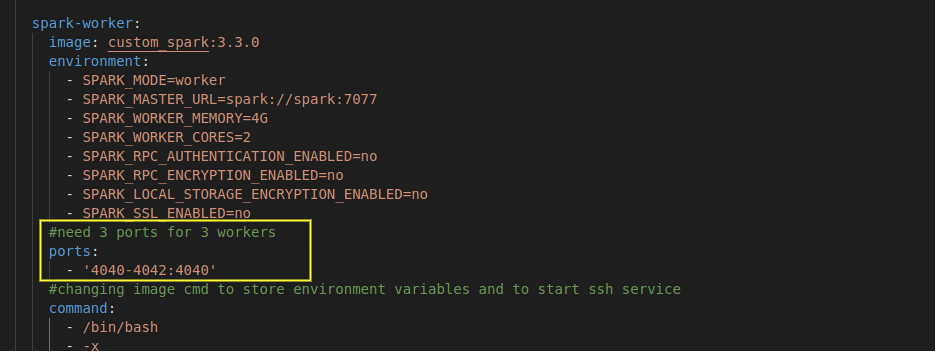 spark-worker:
image: custom_spark:3.3.0
environment:
- SPARK_MODE=worker
- SPARK_MASTER_URL=spark://spark:7077
- SPARK_WORKER_MEMORY=4G
- SPARK_WORKER_CORES=2
- SPARK_RPC_AUTHENTICATION_ENABLED=no
- SPARK_RPC_ENCRYPTION_ENABLED=no
- SPARK_LOCAL_STORAGE_ENCRYPTION_ENABLED=no
- SPARK_SSL_ENABLED=no
#need 3 ports for 3 workers
ports:
- '4040-4042:4040'
#changing image cmd to store environment variables and to start ssh service
command:
- /bin/bash
- -x